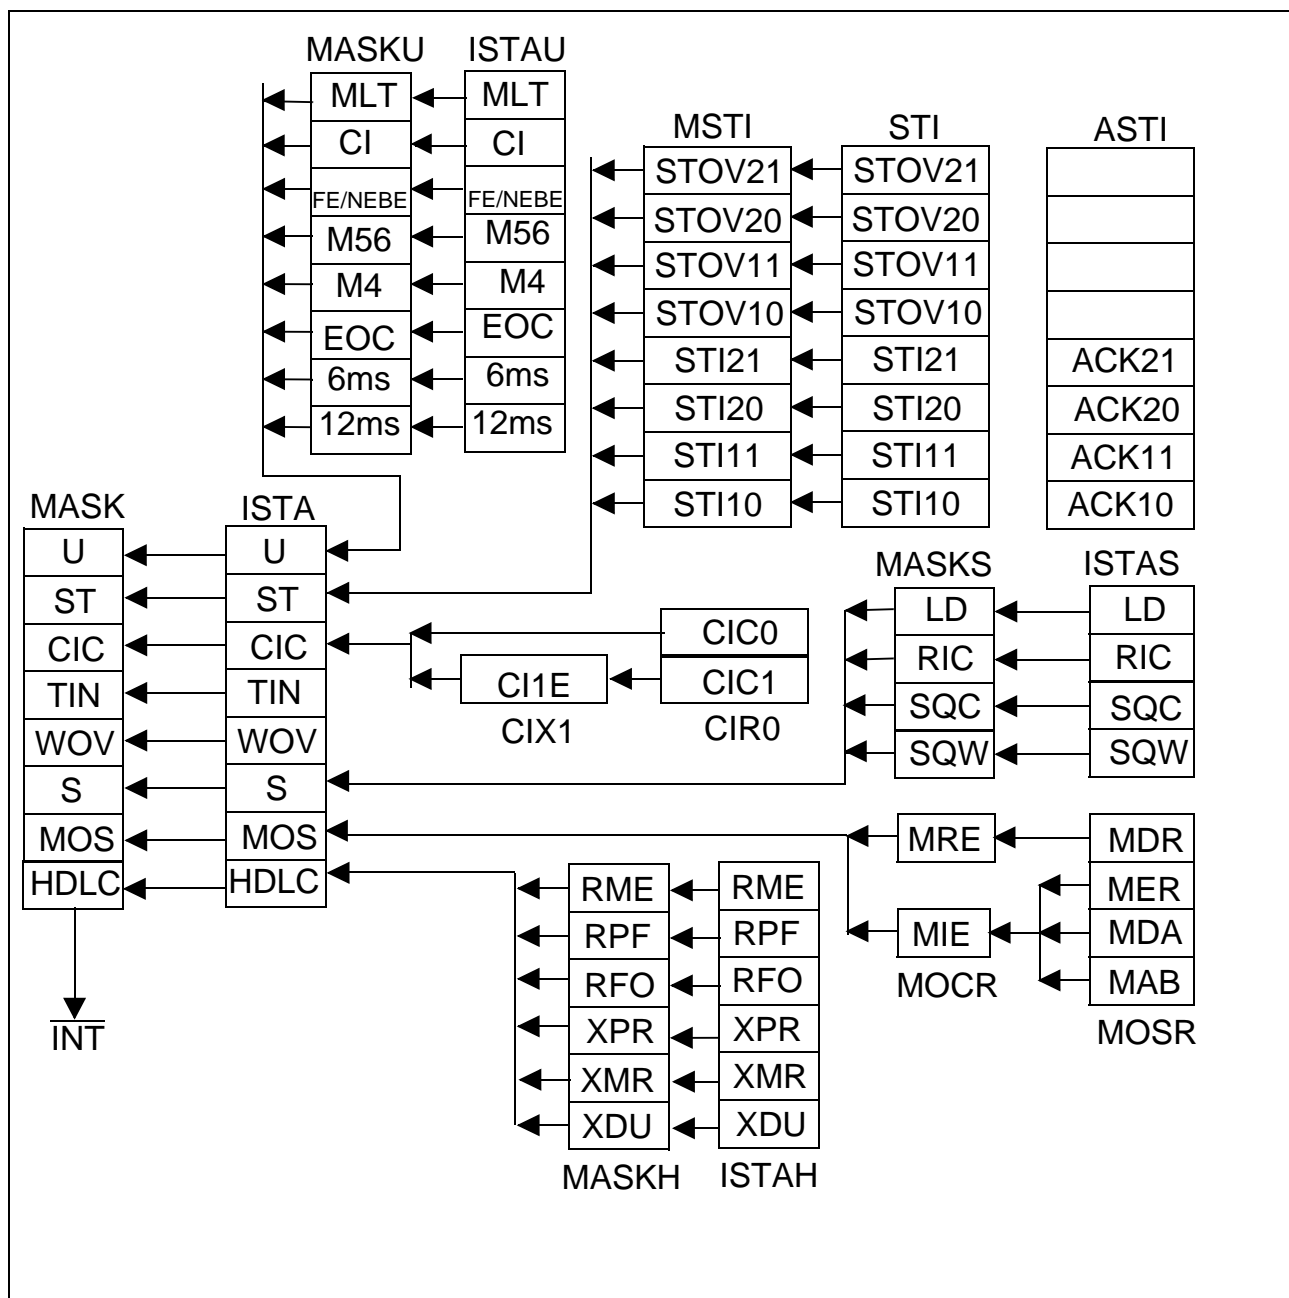 MASKU ISTAU
MLT MLT
CI CI
FE/NEBE FE/NEBE
M56 M56
M4 M4
EOC EOC
6ms 6ms
12ms 12ms
MSTI STI ASTI
STOV21 STOV21
STOV20 STOV20
STOV11 STOV11
STOV10 STOV10
STI21 STI21 ACK21
STI20 STI20 ACK20
STI11 STI11 ACK11
STI10 STI10 ACK10
MASK ISTA
U U
ST ST
CIC CIC
TIN TIN
WOV WOV
S S
MOS MOS
HDLC HDLC
INT
CIC0
CI1E CIC1
CIX1 CIR0
MASKS ISTAS
LD LD
RIC RIC
SQC SQC
SQW SQW
MRE MDR
MER
MIE MDA
MAB
MOCR
MOSR
RME RME
RPF RPF
RFO RFO
XPR XPR
XMR XMR
XDU XDU
MASKH ISTAH